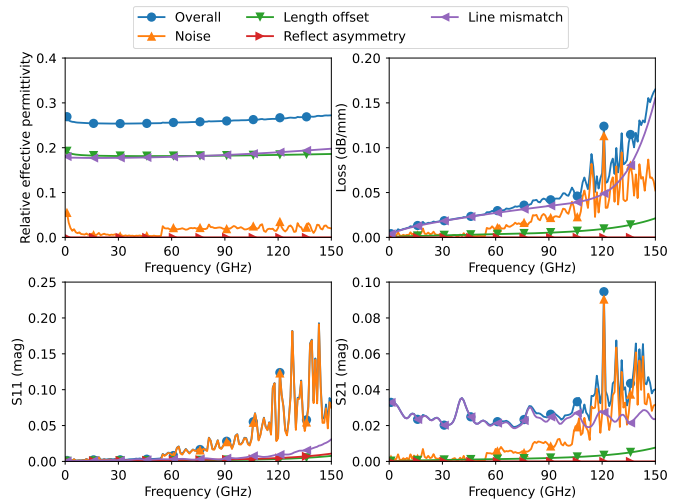 Overall Length offset Line mismatch
Noise Reflect asymmetry
Relative effective permittivity
0.4
0.3
0.2
0.1
0.0
0 30 60 90 120 150
Frequency (GHz)
Loss (dB/mm)
0.20
0.15
0.10
0.05
0.00
0 30 60 90 120 150
Frequency (GHz)
S11 (mag)
0.25
0.20
0.15
0.10
0.05
0.00
0 30 60 90 120 150
Frequency (GHz)
S21 (mag)
0.10
0.08
0.06
0.04
0.02
0.00
0 30 60 90 120 150
Frequency (GHz)